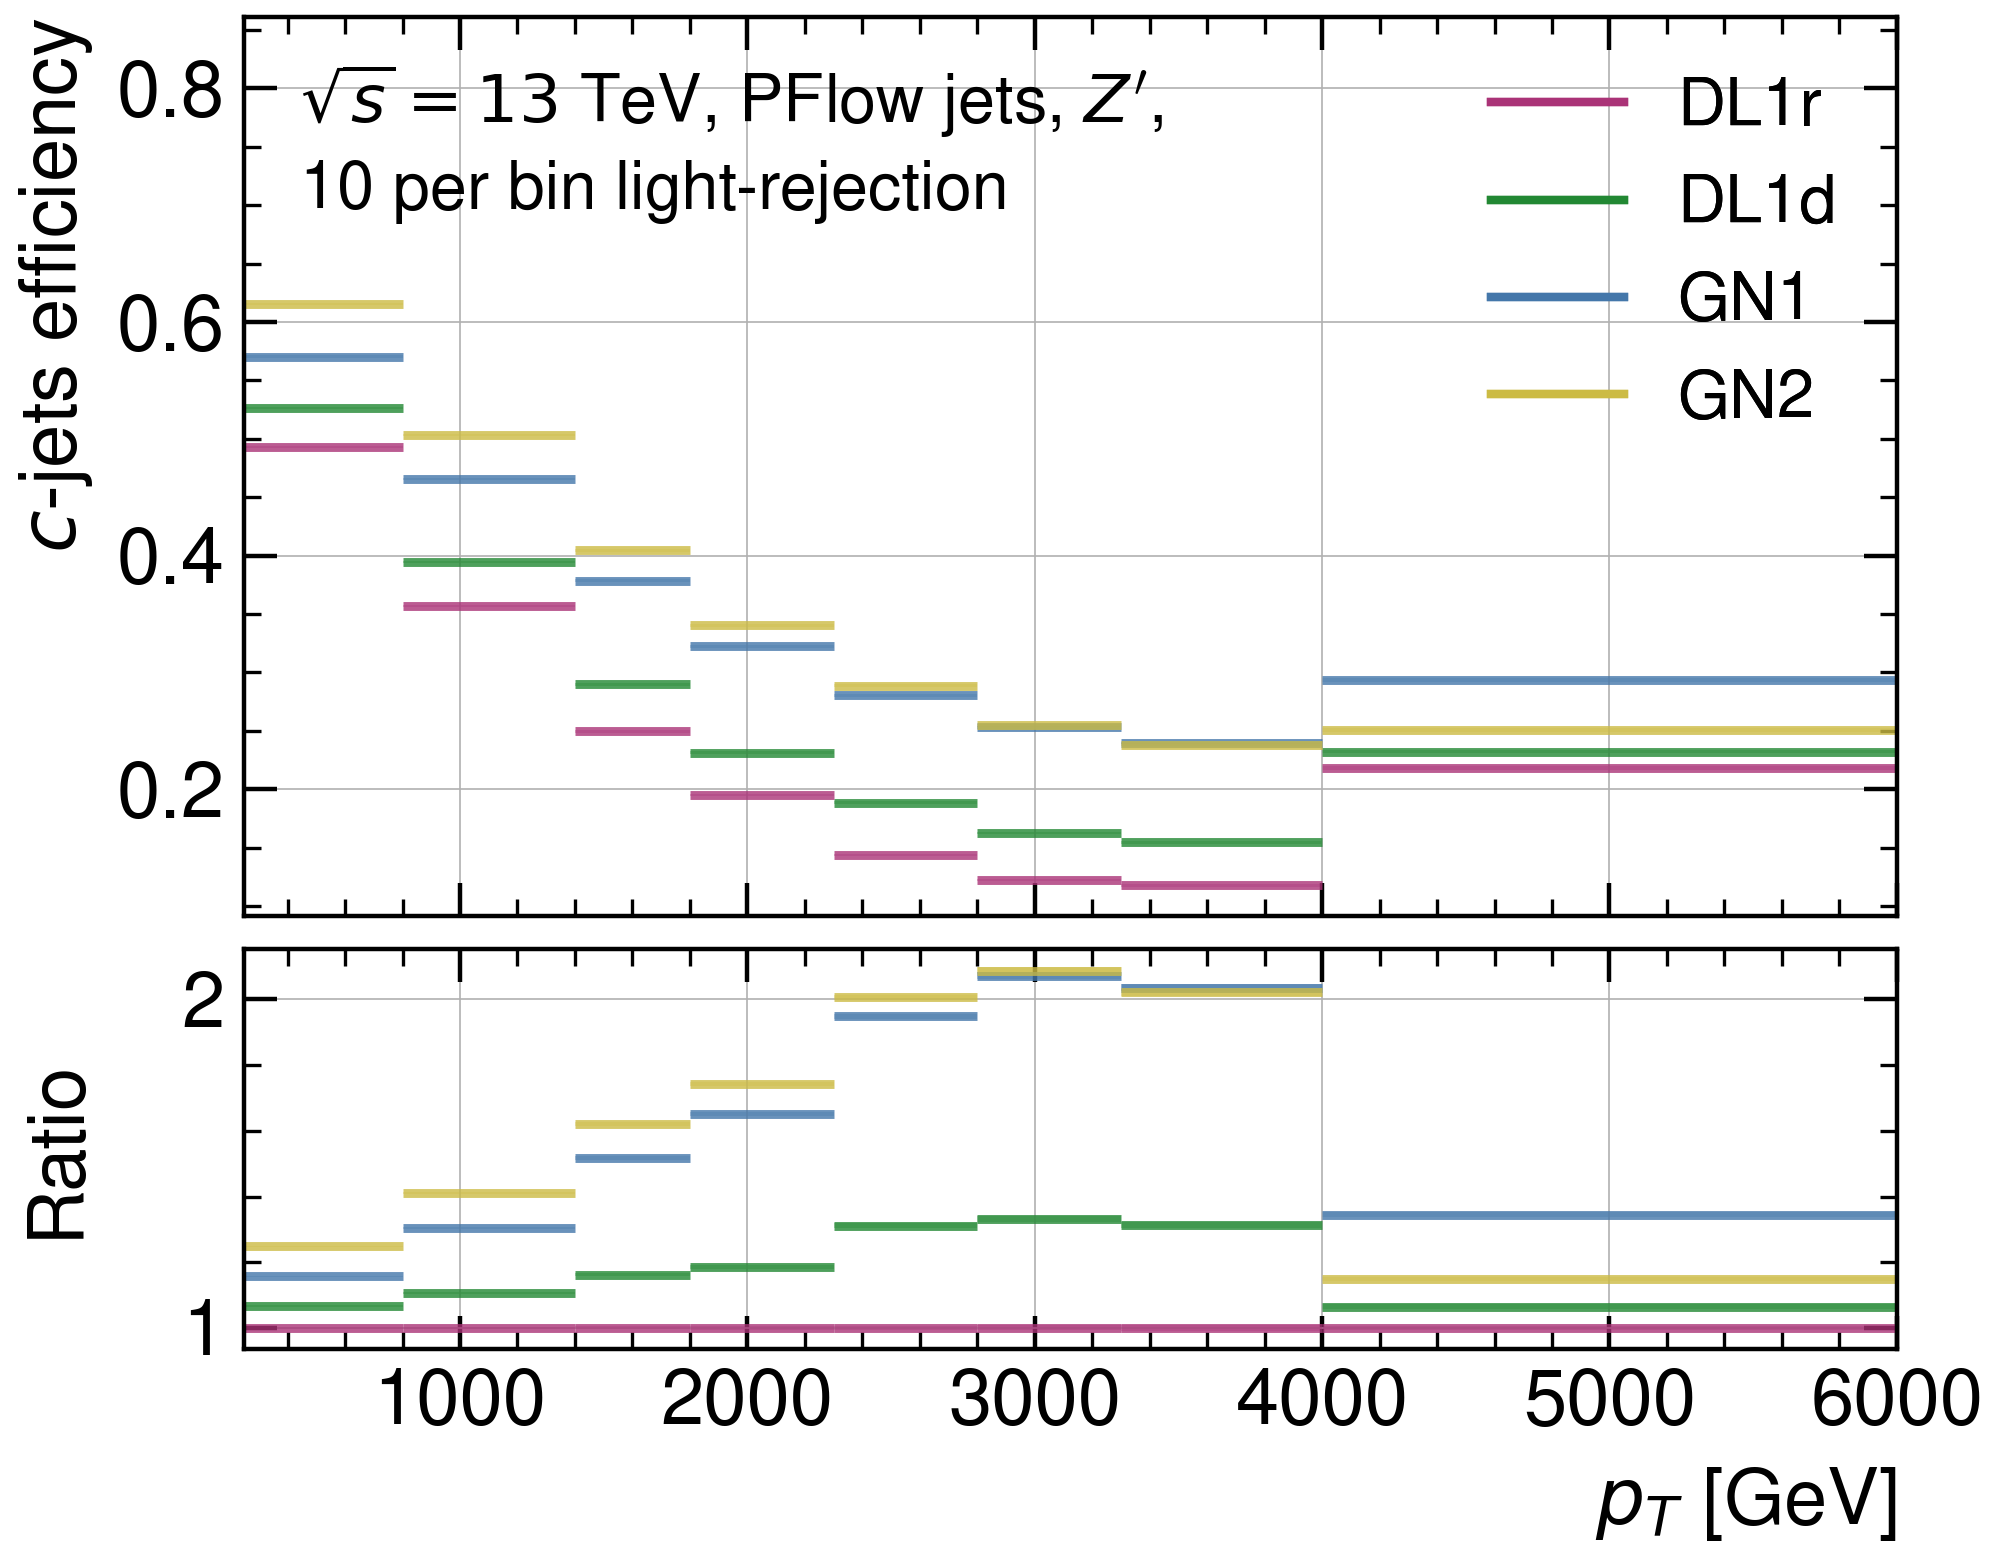 c-jets efficiency
0.8
0.6
0.4
0.2
√s = 13 TeV, PFlow jets, Z′,
10 per bin light-rejection
DL1r
DL1d
GN1
GN2
Ratio
2
1
1000 2000 3000 4000 5000 6000
p_T [GeV]